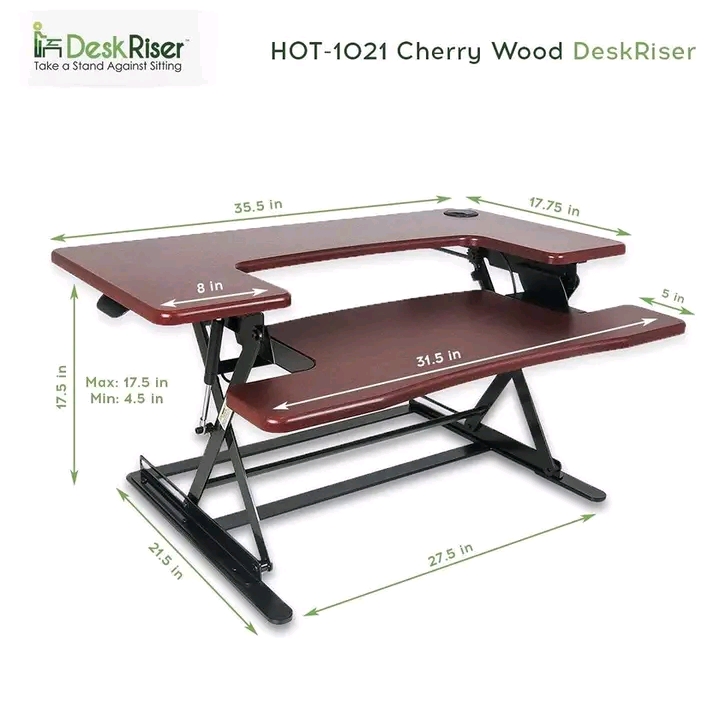 DeskRiser™
Take a Stand Against Sitting
HOT-1021 Cherry Wood DeskRiser
35.5 in
17.75 in
8 in
5 in
17.5 in
Max: 17.5 in
Min: 4.5 in
31.5 in
21.5 in
27.5 in